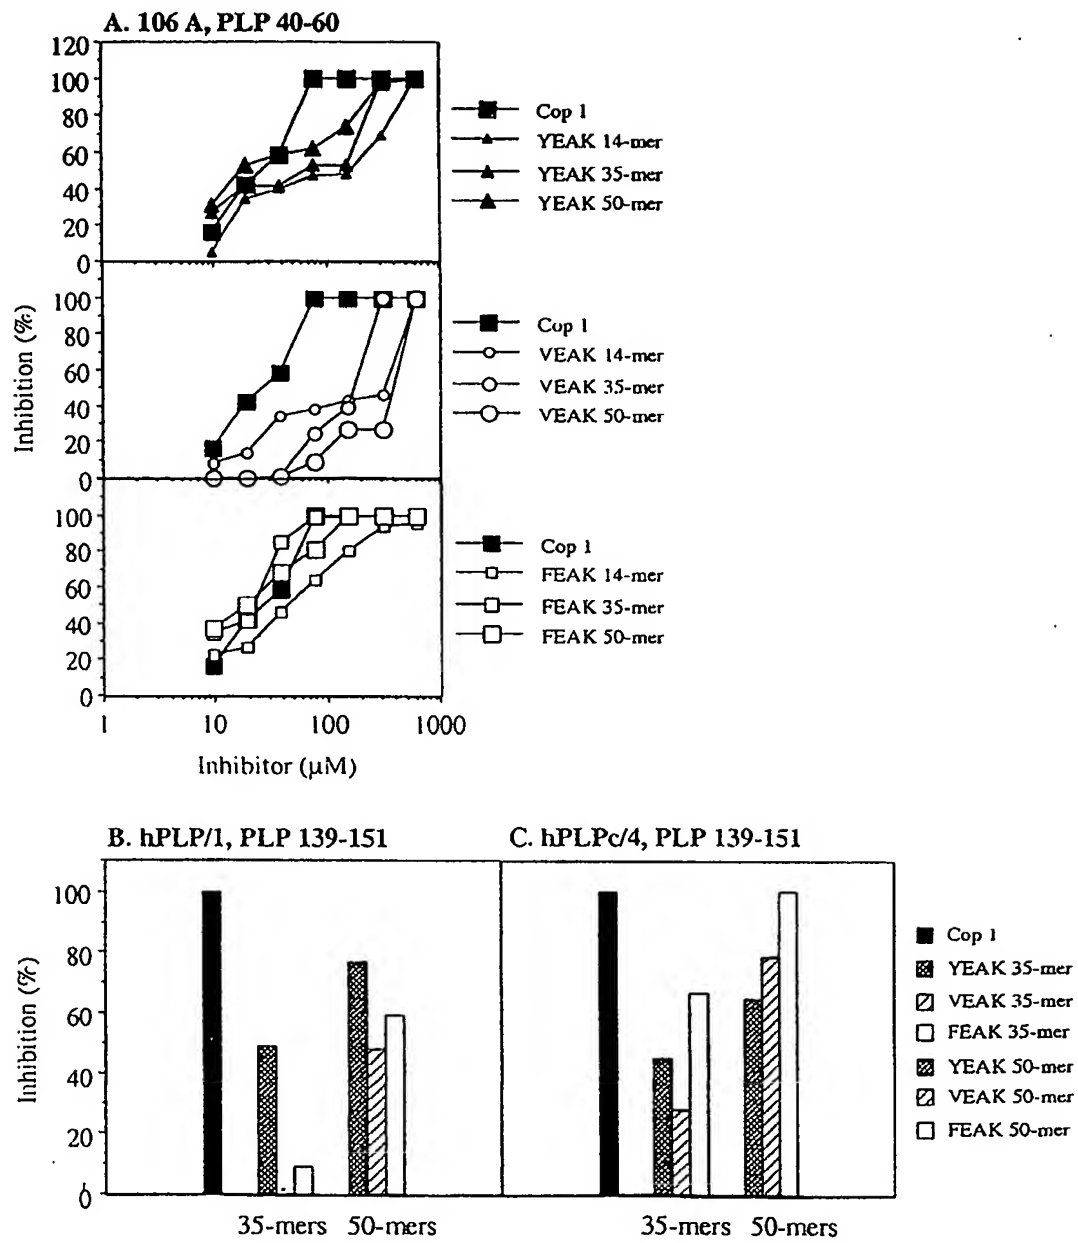 A. 106 A, PLP 40-60
120
100
80
60
40
20
0
Cop 1
YEAK 14-mer
YEAK 35-mer
YEAK 50-mer
Inhibition (%)
100
80
60
40
20
0
Cop 1
VEAK 14-mer
VEAK 35-mer
VEAK 50-mer
100
80
60
40
20
0
Cop 1
FEAK 14-mer
FEAK 35-mer
FEAK 50-mer
1
10
100
1000
Inhibitor (μM)
B. hPLP/1, PLP 139-151
C. hPLPc/4, PLP 139-151
Inhibition (%)
100
80
60
40
20
0
35-mers
50-mers
35-mers
50-mers
Cop 1
YEAK 35-mer
VEAK 35-mer
FEAK 35-mer
YEAK 50-mer
VEAK 50-mer
FEAK 50-mer